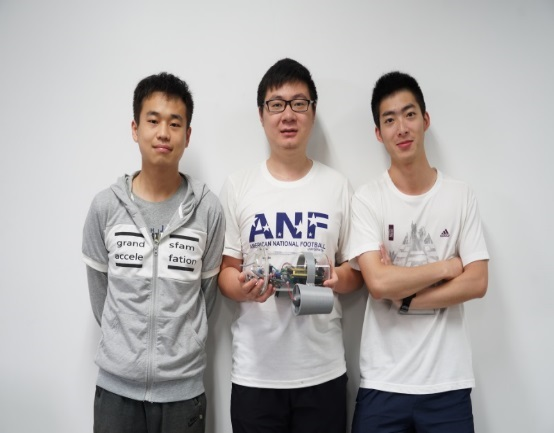 grand sfam
accele fation
ANF
AMERICAN NATIONAL FOOTBALL
adidas